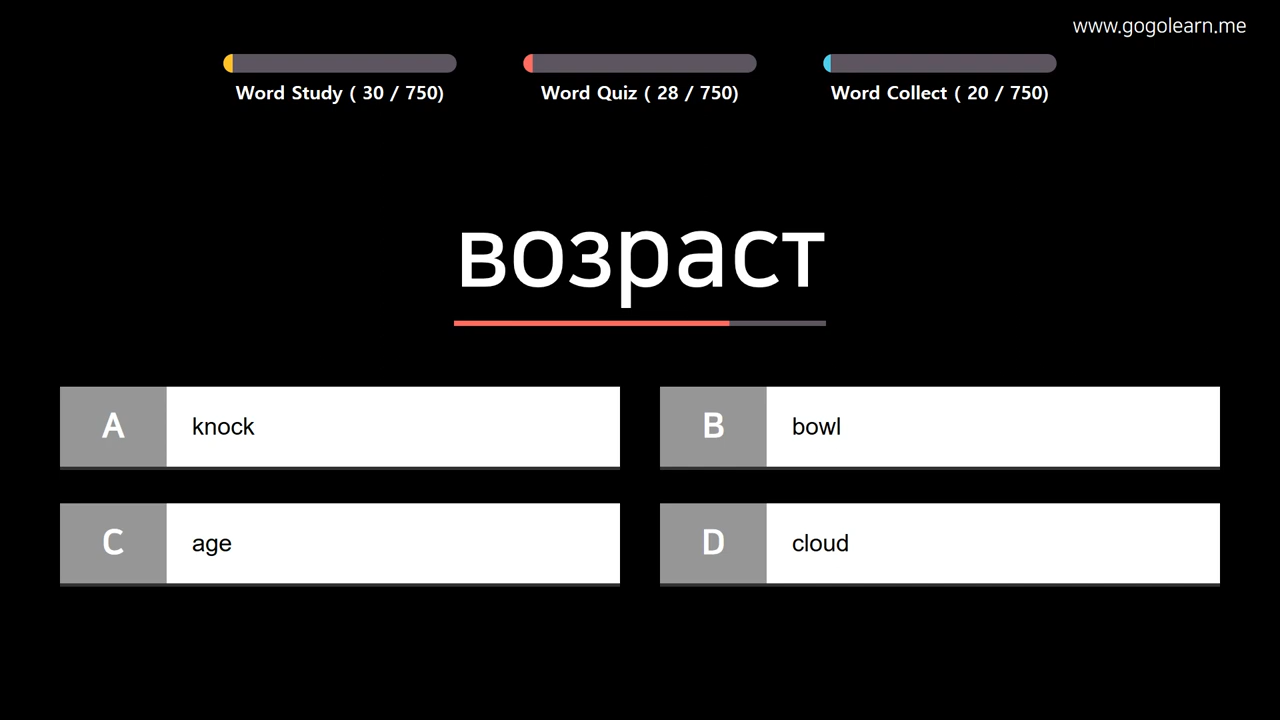 www.gogolearn.me
Word Study ( 30 / 750)
Word Quiz ( 28 / 750)
Word Collect ( 20 / 750)
возраст
A knock
B bowl
C age
D cloud